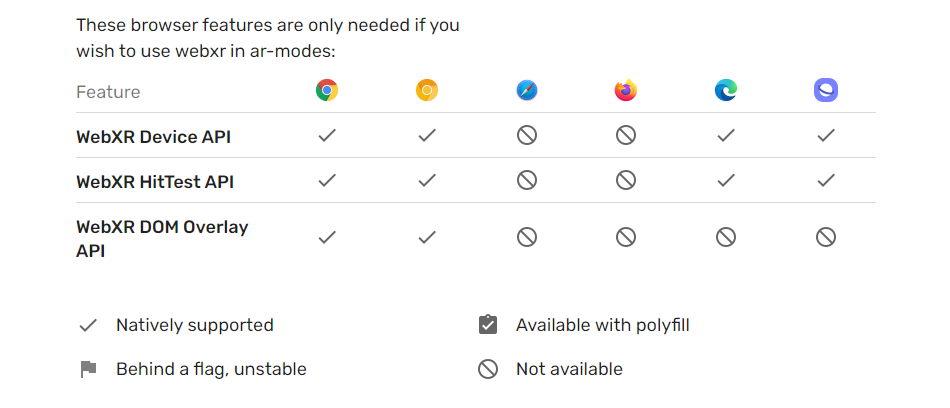 These browser features are only needed if you
wish to use webxr in ar-modes:
Feature
WebXR Device API
WebXR HitTest API
WebXR DOM Overlay
API
Natively supported
Available with polyfill
Behind a flag, unstable
Not available